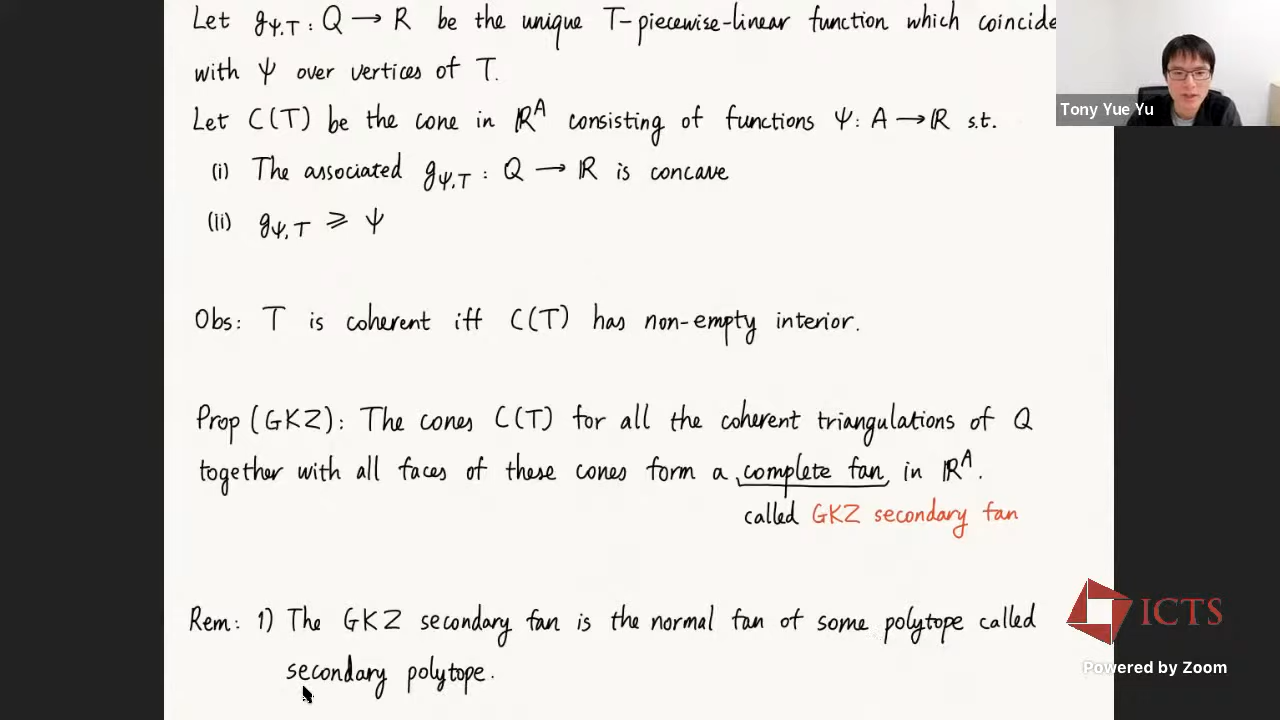 Let g_{Ψ,T} : Q → R be the unique T-piecewise-linear function which coincide
with Ψ over vertices of T.
Let C(T) be the cone in ℝ^A consisting of functions Ψ: A → ℝ s.t.
(i) The associated g_{Ψ,T} : Q → ℝ is concave
(ii) g_{Ψ,T} ⩾ Ψ
Obs: T is coherent iff C(T) has non-empty interior.
Prop (GKZ): The cones C(T) for all the coherent triangulations of Q
together with all faces of these cones form a complete fan in ℝ^A.
called GKZ secondary fan
Rem: 1) The GKZ secondary fan is the normal fan of some polytope called
secondary polytope.
Tony Yue Yu
ICTS
Powered by Zoom